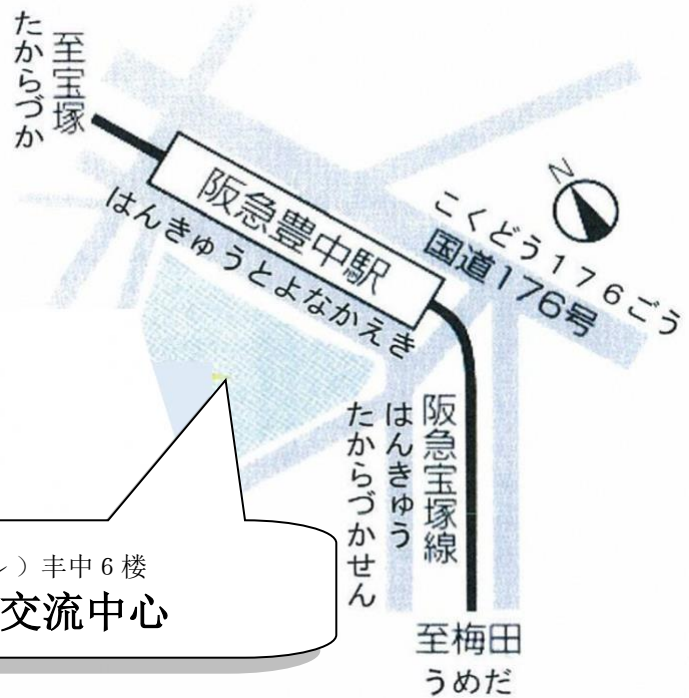 至宝塚
たからづか
阪急豊中駅
はんきゅうとよなかえき
N
こくどう176ごう
国道176号
阪急宝塚線
はんきゅう
たからづかせん
）丰中6楼
交流中心
至梅田
うめだ